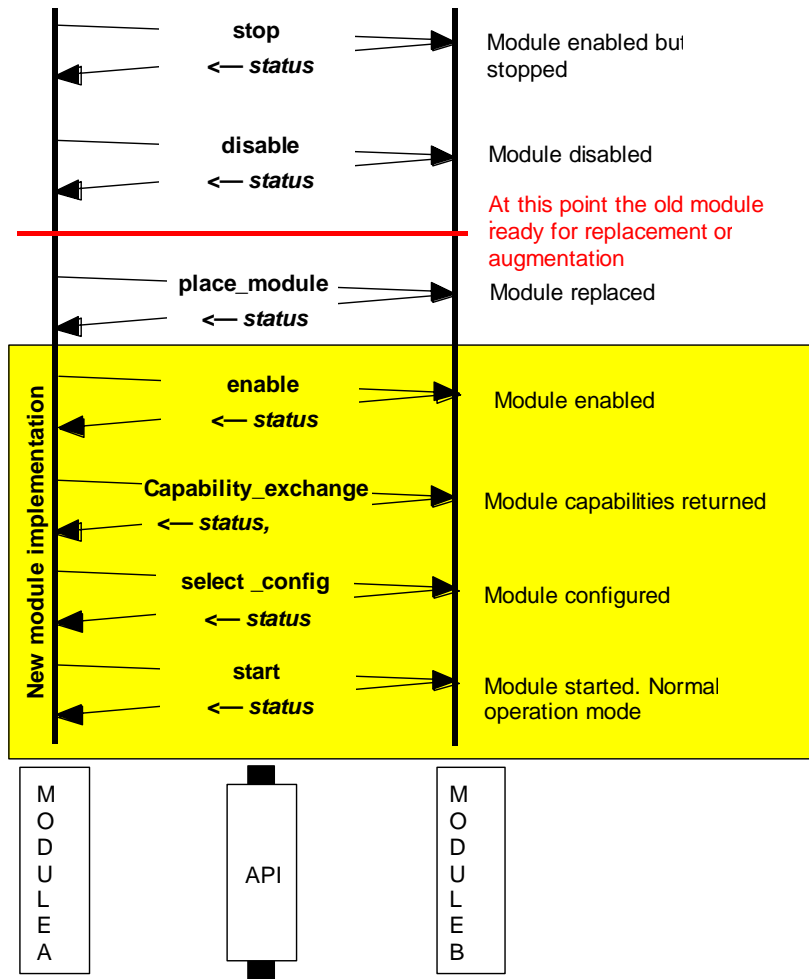 stop
<— status
Module enabled but
stopped
disable
<— status
Module disabled
At this point the old module
ready for replacement or
augmentation
place_module
<— status
Module replaced
New module implementation
enable
<— status
Module enabled
Capability_exchange
<— status,
Module capabilities returned
select _config
<— status
Module configured
start
<— status
Module started. Normal
operation mode
M
O
D
U
L
E
A
API
M
O
D
U
L
E
B